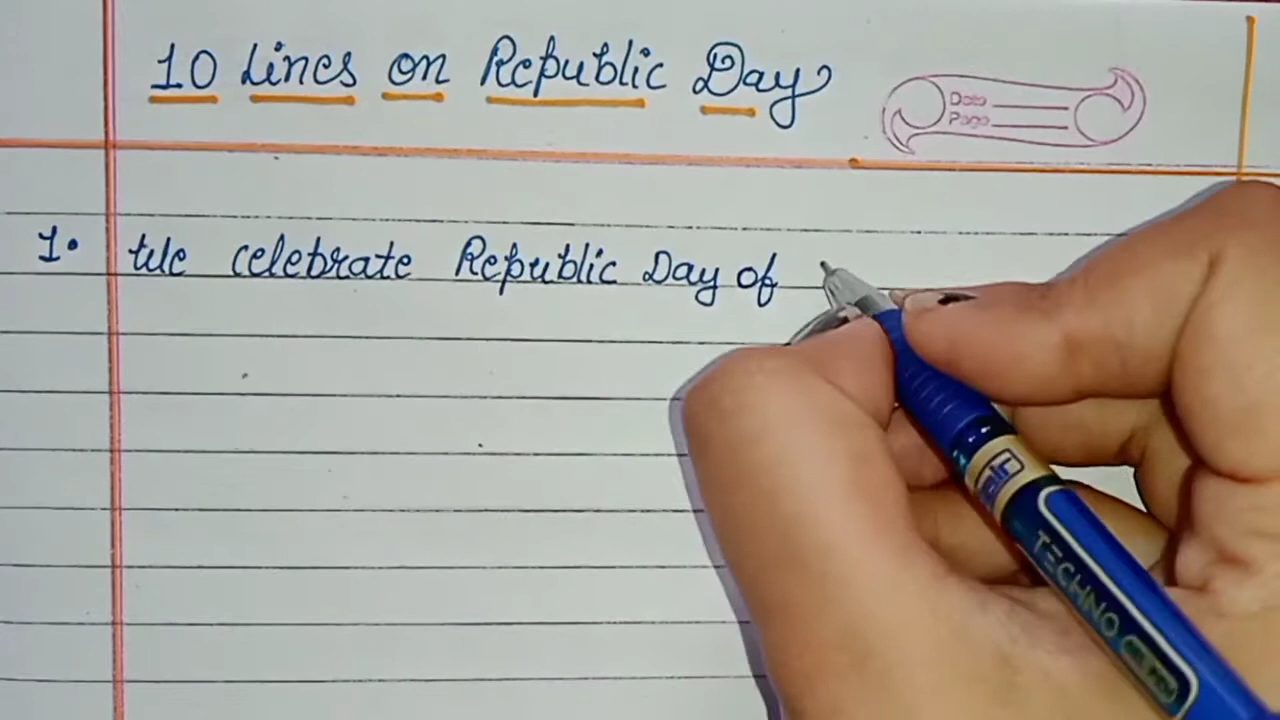 10 Lines on Republic Day
Date
Page
1. We celebrate Republic Day of
TECHNO